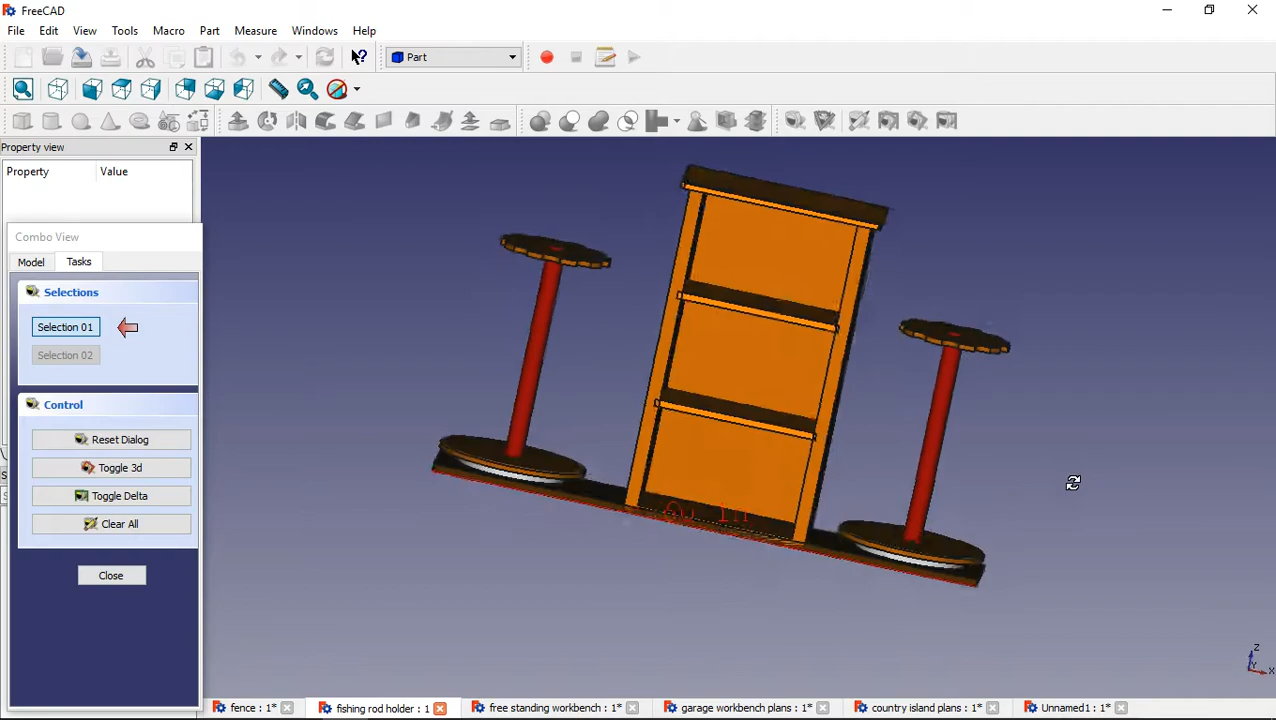 FreeCAD
File Edit View Tools Macro Part Measure Windows Help
Part
Property view
Property Value
Combo View
Model Tasks
Selections
Selection 01
Selection 02
Control
Reset Dialog
Toggle 3d
Toggle Delta
Clear All
Close
in
Z
Y X
fence : 1* fishing rod holder : 1 free standing workbench : 1* garage workbench plans : 1* country island plans : 1* Unnamed1 : 1*